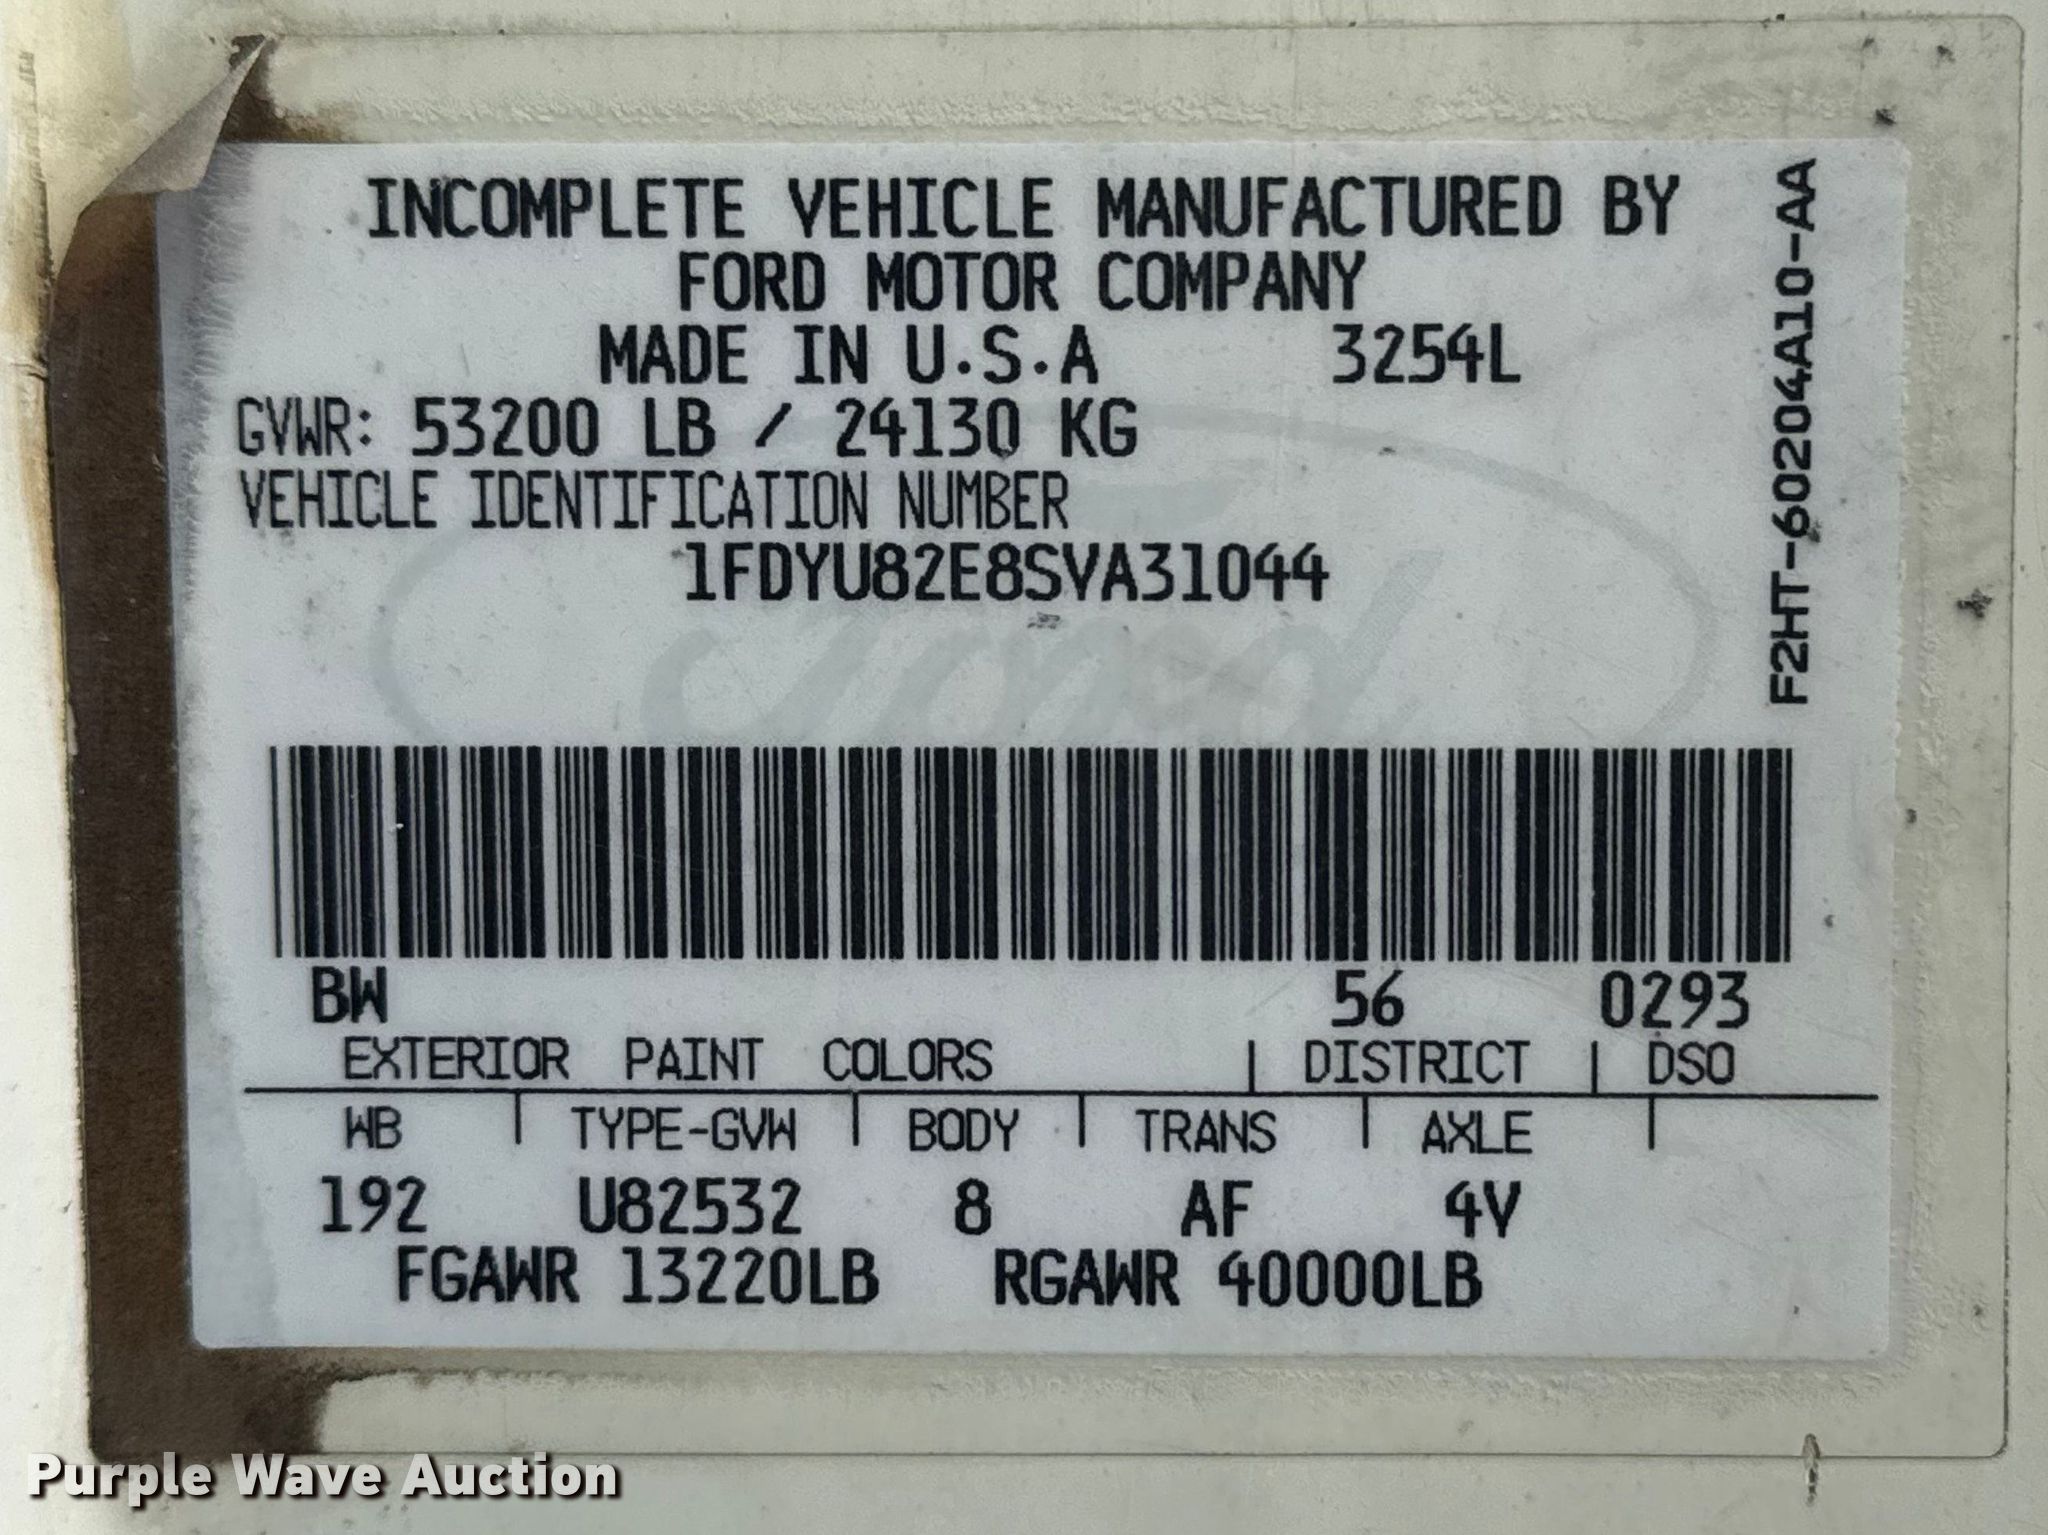 INCOMPLETE VEHICLE MANUFACTURED BY
FORD MOTOR COMPANY
MADE IN U.S.A 3254L
GVWR: 53200 LB / 24130 KG
VEHICLE IDENTIFICATION NUMBER
1FDYU82E8SVA31044
Ford
F2HT-60204A10-AA
BW 56 0293
EXTERIOR PAINT COLORS | DISTRICT | DSO
WB | TYPE-GVW | BODY | TRANS | AXLE |
192 U82532 8 AF 4V
FGAWR 13220LB RGAWR 40000LB
Purple Wave Auction